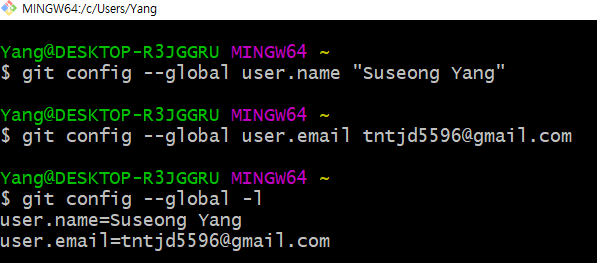 MINGW64:/c/Users/Yang
Yang@DESKTOP-R3JGGRU MINGW64 ~
$ git config --global user.name "Suseong Yang"
Yang@DESKTOP-R3JGGRU MINGW64 ~
$ git config --global user.email tntjd5596@gmail.com
Yang@DESKTOP-R3JGGRU MINGW64 ~
$ git config --global -l
user.name=Suseong Yang
user.email=tntjd5596@gmail.com